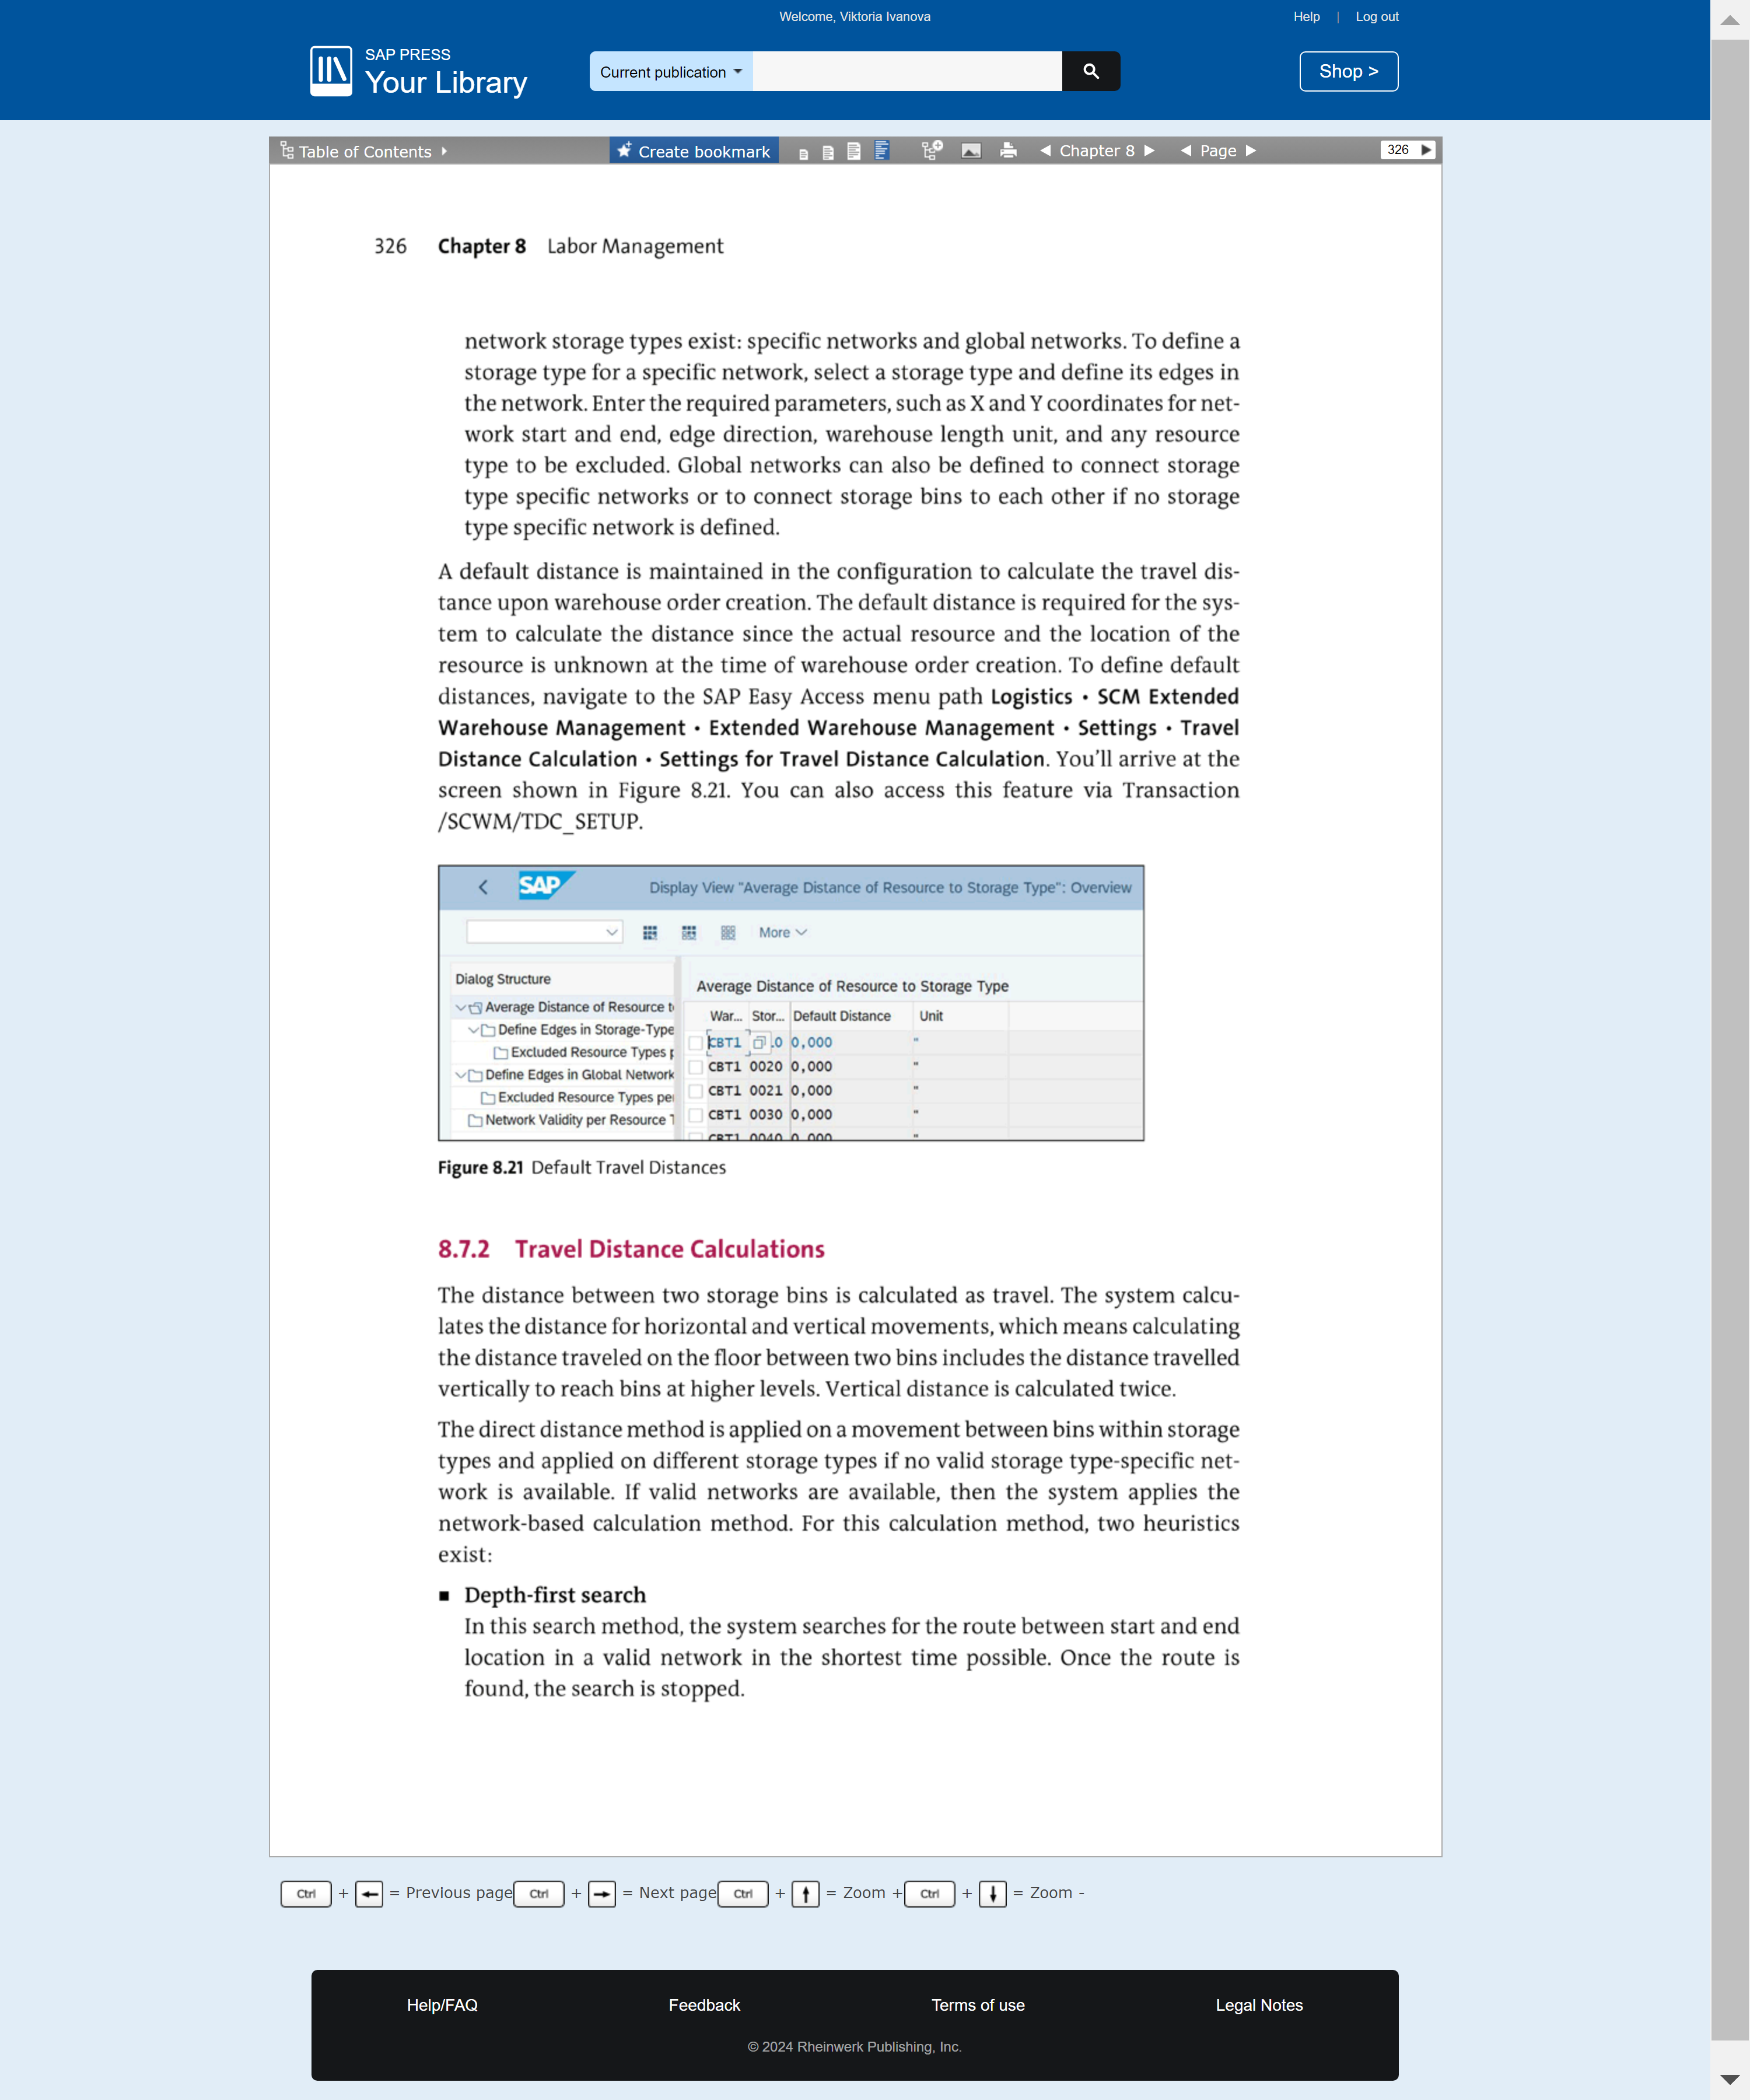 Welcome, Viktoria Ivanova
Help | Log out
SAP PRESS
Your Library
Current publication
Shop >
Table of Contents
Create bookmark
Chapter 8
Page
326
326 Chapter 8 Labor Management
network storage types exist: specific networks and global networks. To define a
storage type for a specific network, select a storage type and define its edges in
the network. Enter the required parameters, such as X and Y coordinates for net-
work start and end, edge direction, warehouse length unit, and any resource
type to be excluded. Global networks can also be defined to connect storage
type specific networks or to connect storage bins to each other if no storage
type specific network is defined.
A default distance is maintained in the configuration to calculate the travel dis-
tance upon warehouse order creation. The default distance is required for the sys-
tem to calculate the distance since the actual resource and the location of the
resource is unknown at the time of warehouse order creation. To define default
distances, navigate to the SAP Easy Access menu path Logistics • SCM Extended
Warehouse Management • Extended Warehouse Management • Settings • Travel
Distance Calculation • Settings for Travel Distance Calculation. You'll arrive at the
screen shown in Figure 8.21. You can also access this feature via Transaction
/SCWM/TDC_SETUP.
SAP
Display View "Average Distance of Resource to Storage Type": Overview
More
Dialog Structure
Average Distance of Resource t
Define Edges in Storage-Type
Excluded Resource Types p
Define Edges in Global Network
Excluded Resource Types pe
Network Validity per Resource T
Average Distance of Resource to Storage Type
War... Stor... Default Distance Unit
CBT1 .0 0,000 "
CBT1 0020 0,000 "
CBT1 0021 0,000 "
CBT1 0030 0,000 "
CBT1 0040 0,000 "
Figure 8.21 Default Travel Distances
8.7.2 Travel Distance Calculations
The distance between two storage bins is calculated as travel. The system calcu-
lates the distance for horizontal and vertical movements, which means calculating
the distance traveled on the floor between two bins includes the distance travelled
vertically to reach bins at higher levels. Vertical distance is calculated twice.
The direct distance method is applied on a movement between bins within storage
types and applied on different storage types if no valid storage type-specific net-
work is available. If valid networks are available, then the system applies the
network-based calculation method. For this calculation method, two heuristics
exist:
■ Depth-first search
In this search method, the system searches for the route between start and end
location in a valid network in the shortest time possible. Once the route is
found, the search is stopped.
Ctrl + ← = Previous page Ctrl + → = Next page Ctrl + ↑ = Zoom + Ctrl + ↓ = Zoom -
Help/FAQ
Feedback
Terms of use
Legal Notes
© 2024 Rheinwerk Publishing, Inc.